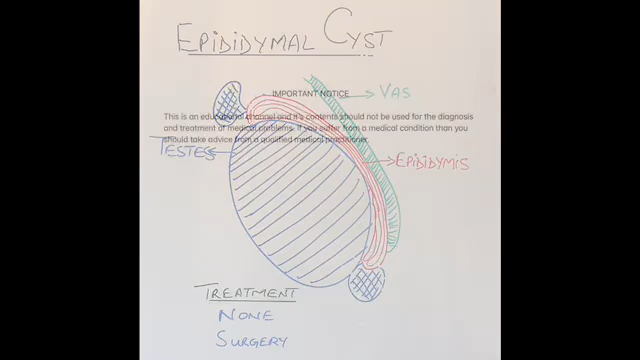 Epididymal Cyst
IMPORTANT NOTICE
Vas
This is an educational channel and it's contents should not be used for the diagnosis
and treatment of medical problems. If you suffer from a medical condition than you
should take advice from a qualified medical practitioner.
Testes
Epididymis
Treatment
None
Surgery